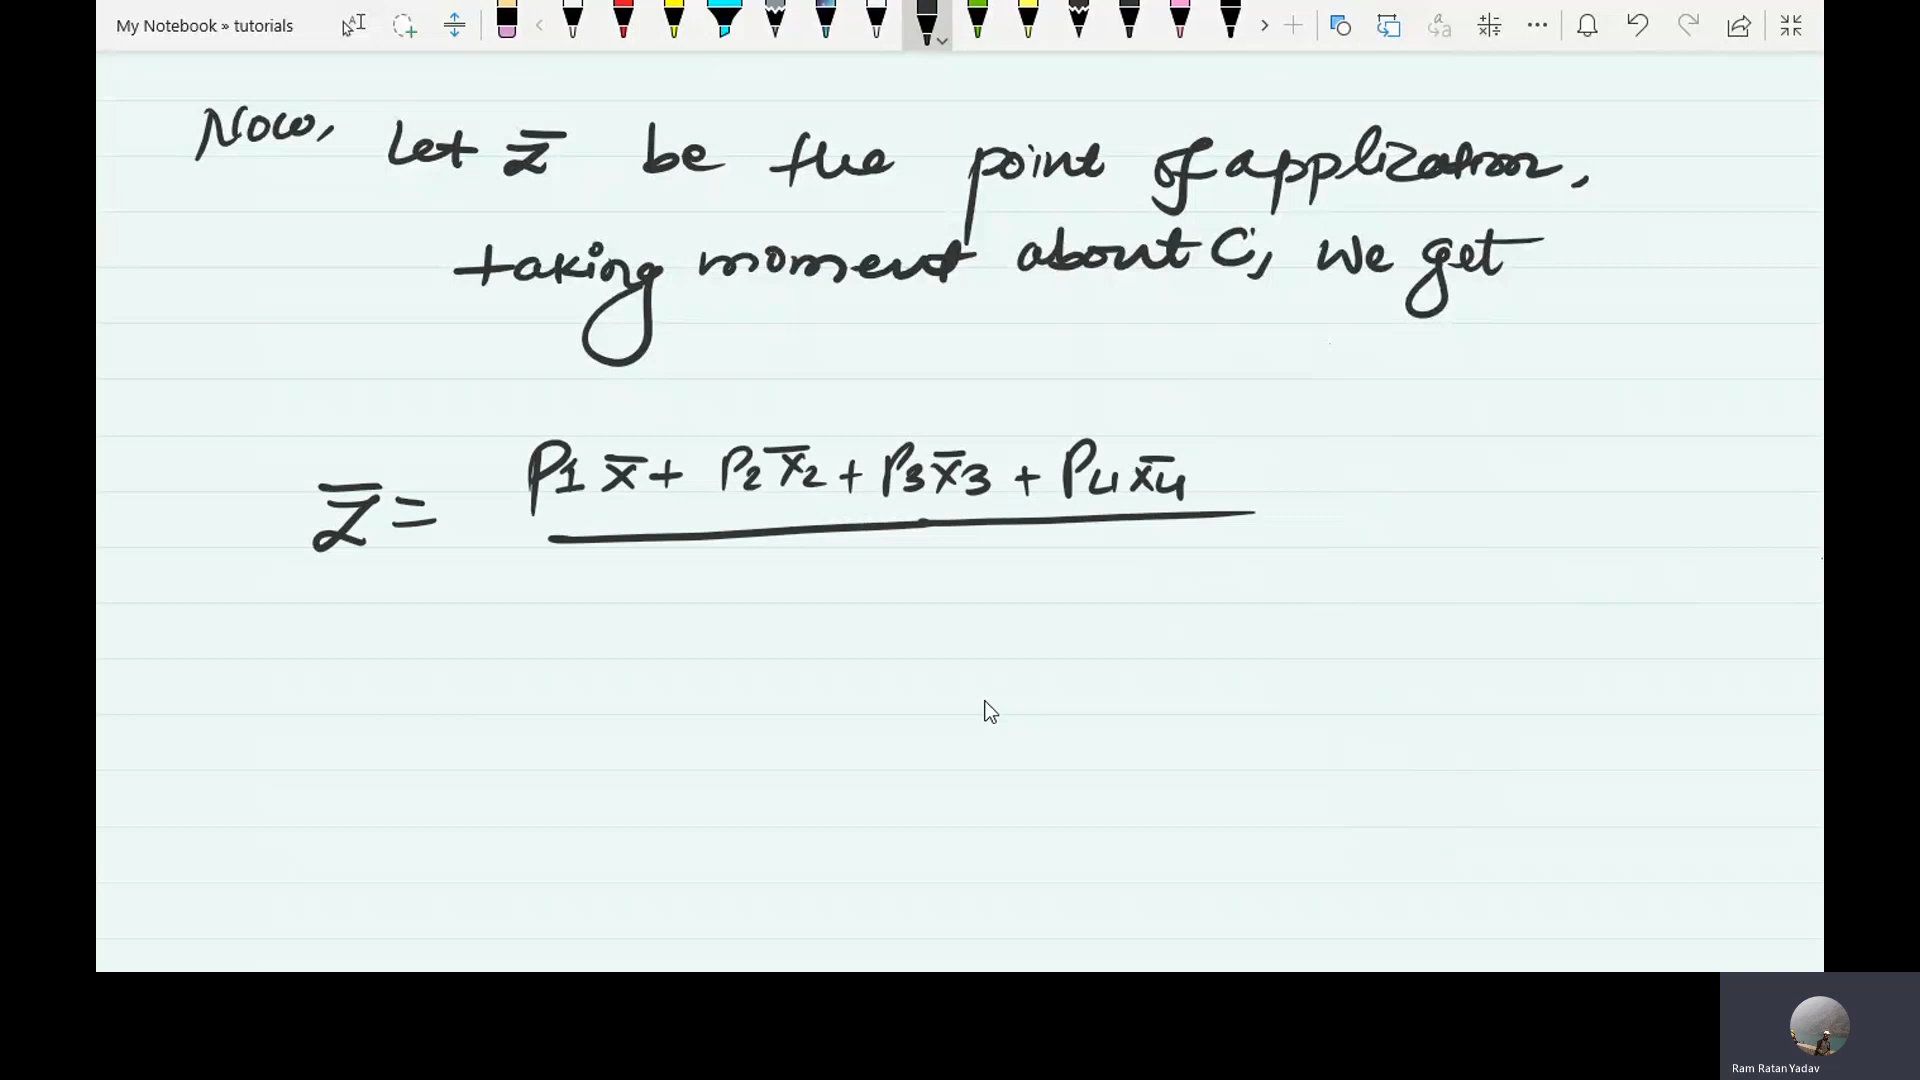 My Notebook » tutorials
Now, Let z̅ be the point of application,
taking moment about C, we get
z̅ = P1 x̅ + P2 x̅2 + P3 x̅3 + P4 x̅4
Ram Ratan Yadav